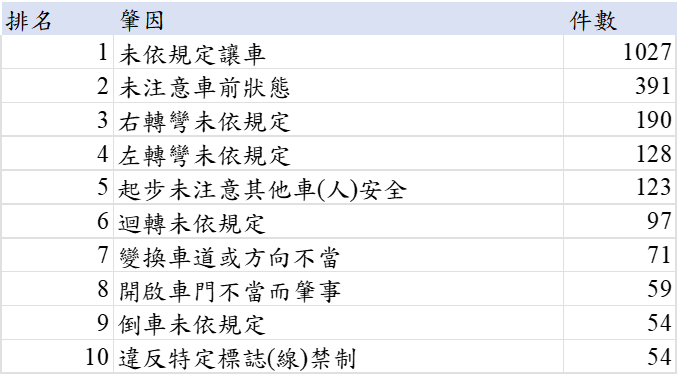 排名 肇因 件數
1 未依規定讓車 1027
2 未注意車前狀態 391
3 右轉彎未依規定 190
4 左轉彎未依規定 128
5 起步未注意其他車(人)安全 123
6 迴轉未依規定 97
7 變換車道或方向不當 71
8 開啟車門不當而肇事 59
9 倒車未依規定 54
10 違反特定標誌(線)禁制 54